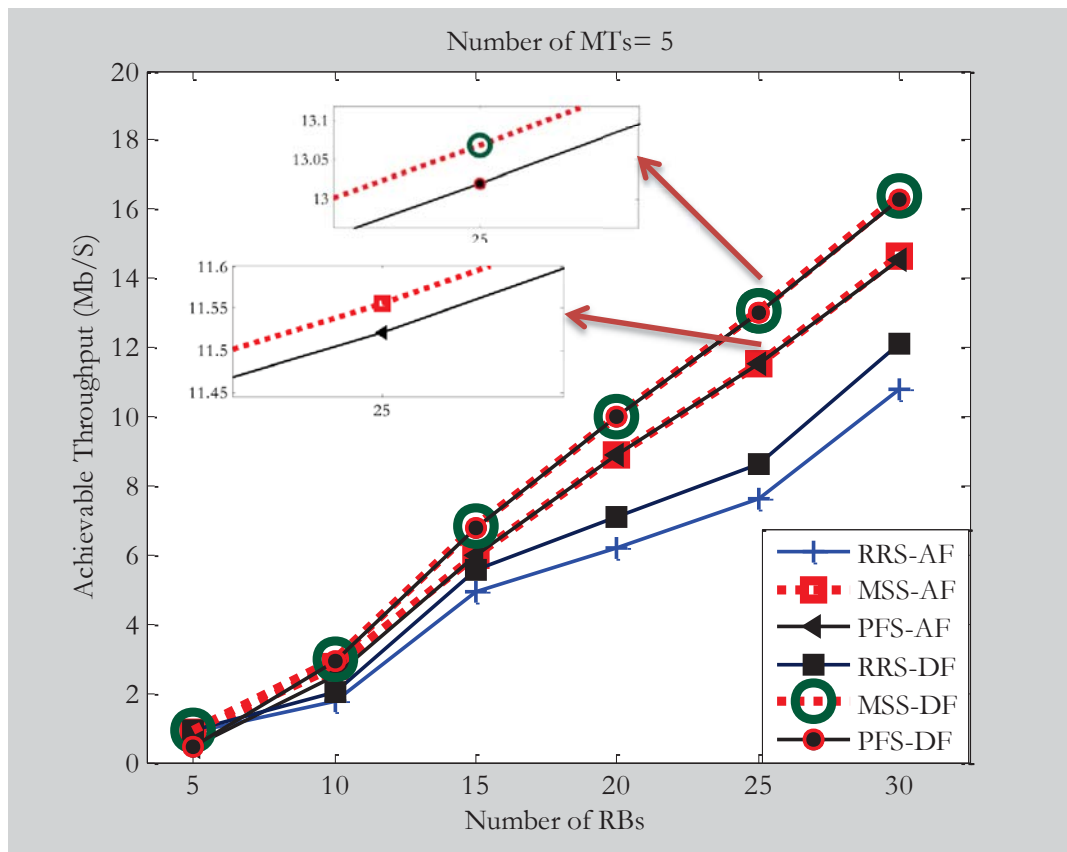 Number of MTs= 5
20
18
16
14
12
10
8
6
4
2
0
Achievable Throughput (Mb/S)
13.1
13.05
13
25
11.6
11.55
11.5
11.45
25
RRS-AF
MSS-AF
PFS-AF
RRS-DF
MSS-DF
PFS-DF
5 10 15 20 25 30
Number of RBs